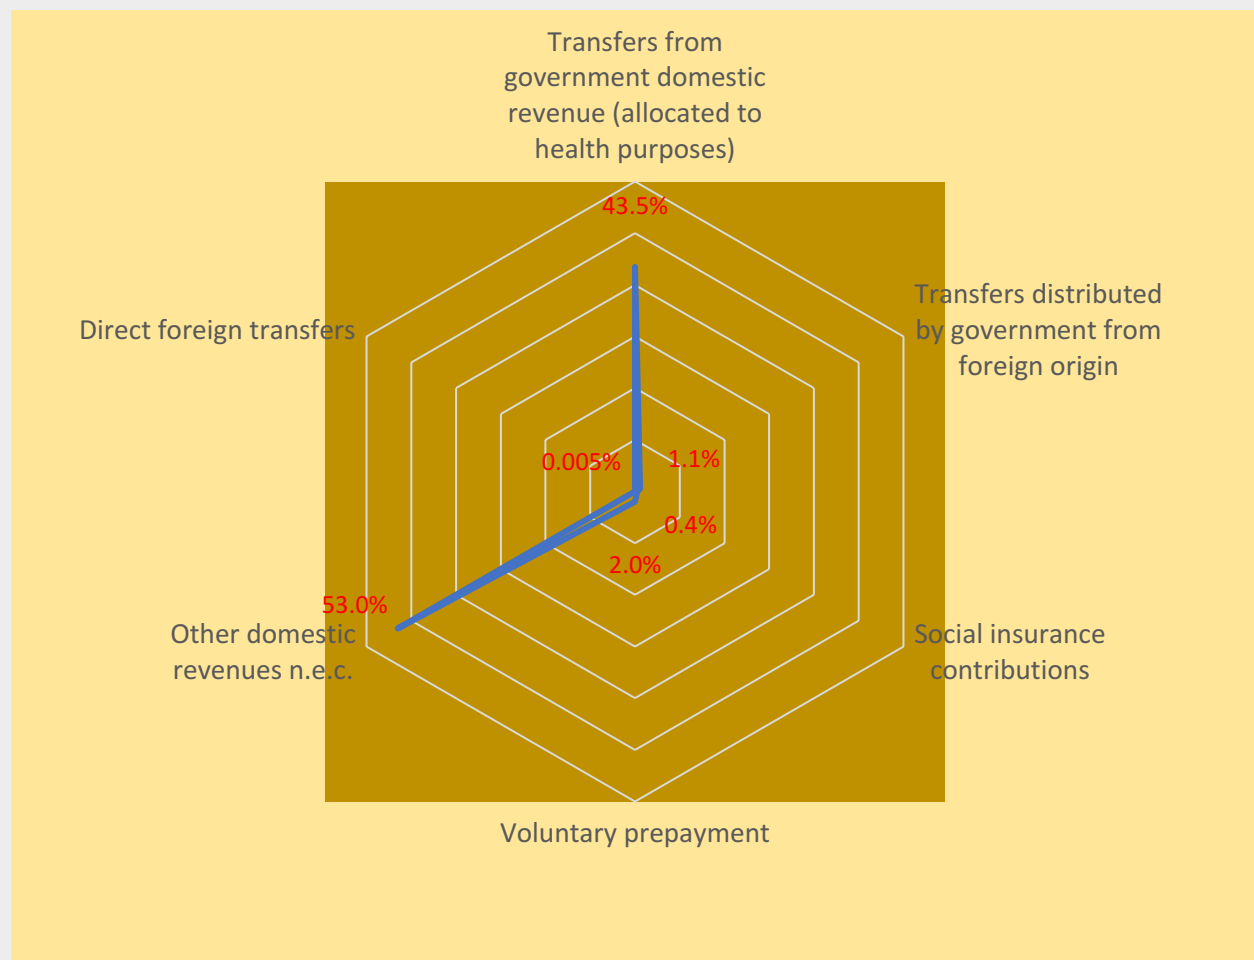 Transfers from
government domestic
revenue (allocated to
health purposes)
43.5%
Transfers distributed
by government from
foreign origin
Direct foreign transfers
0.005%
1.1%
0.4%
2.0%
53.0%
Other domestic
revenues n.e.c.
Social insurance
contributions
Voluntary prepayment